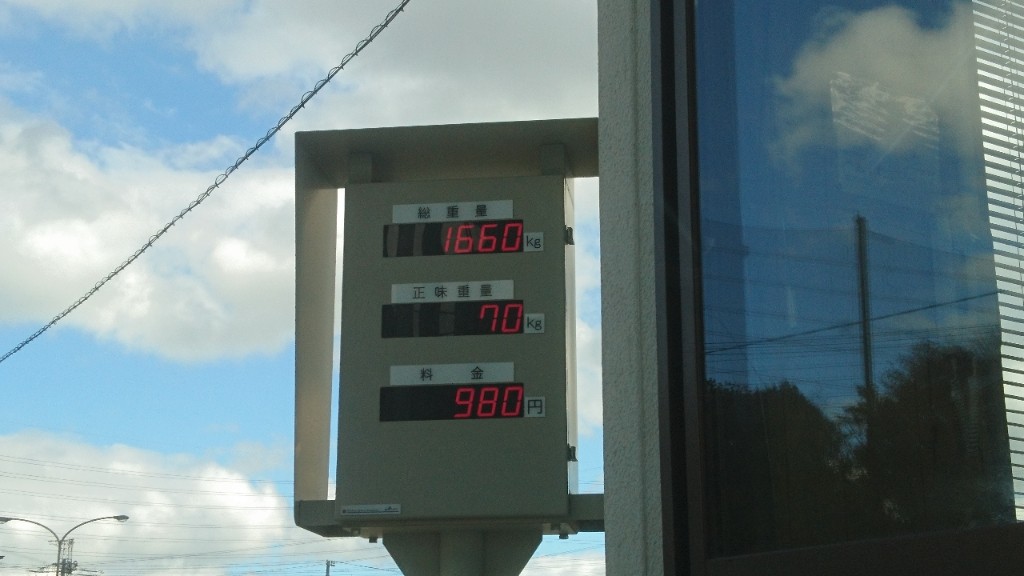 総重量
1660 kg
正味重量
70 kg
料金
980 円